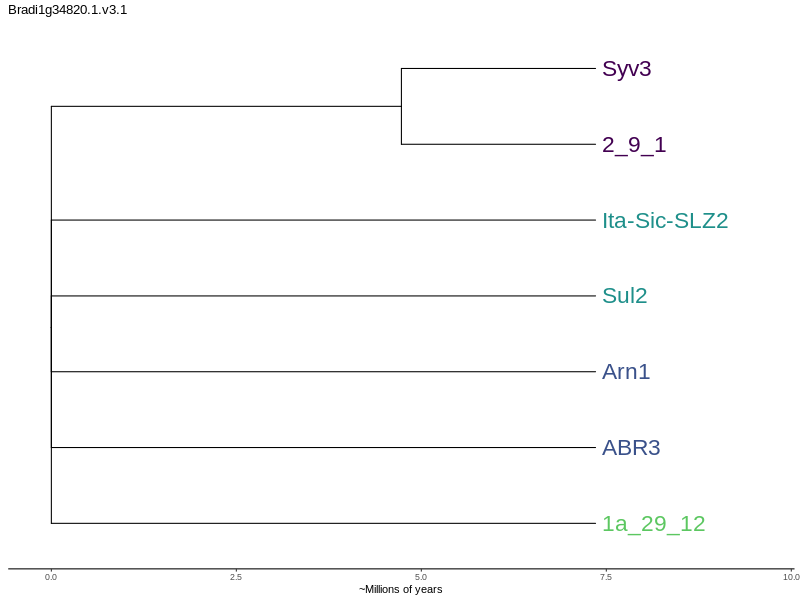 Bradi1g34820.1.v3.1
Syv3
2_9_1
Ita-Sic-SLZ2
Sul2
Arn1
ABR3
1a_29_12
0.0 2.5 5.0 7.5 10.0
~Millions of years